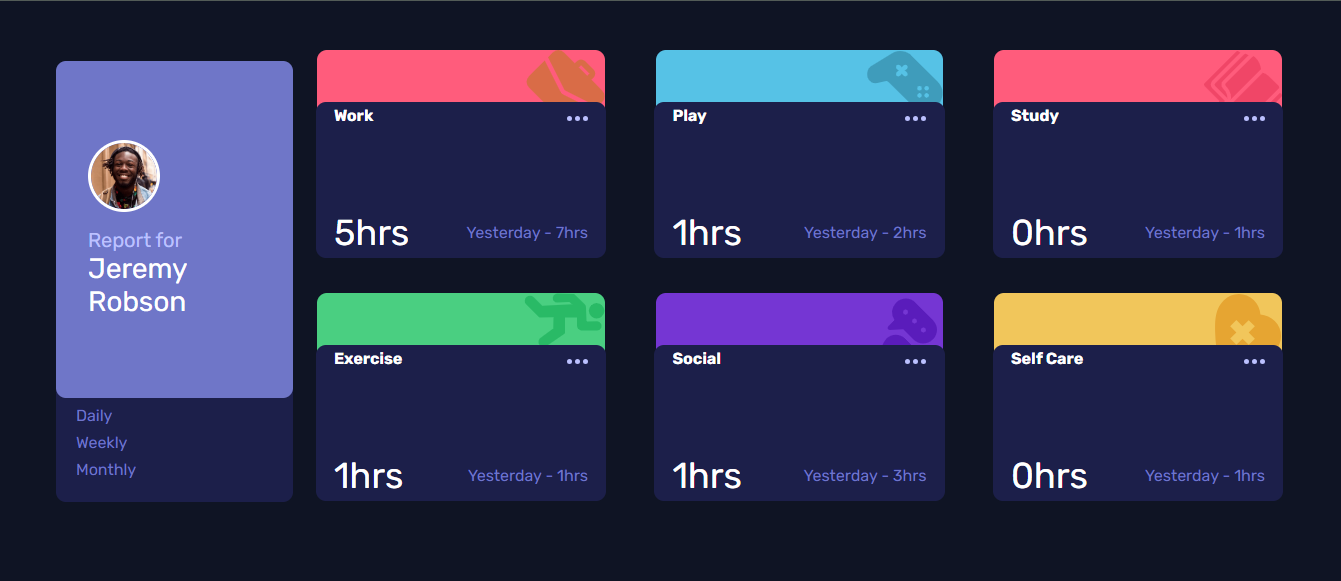 Report for
Jeremy
Robson
Daily
Weekly
Monthly
Work
5hrs
Yesterday - 7hrs
Play
1hrs
Yesterday - 2hrs
Study
0hrs
Yesterday - 1hrs
Exercise
1hrs
Yesterday - 1hrs
Social
1hrs
Yesterday - 3hrs
Self Care
0hrs
Yesterday - 1hrs